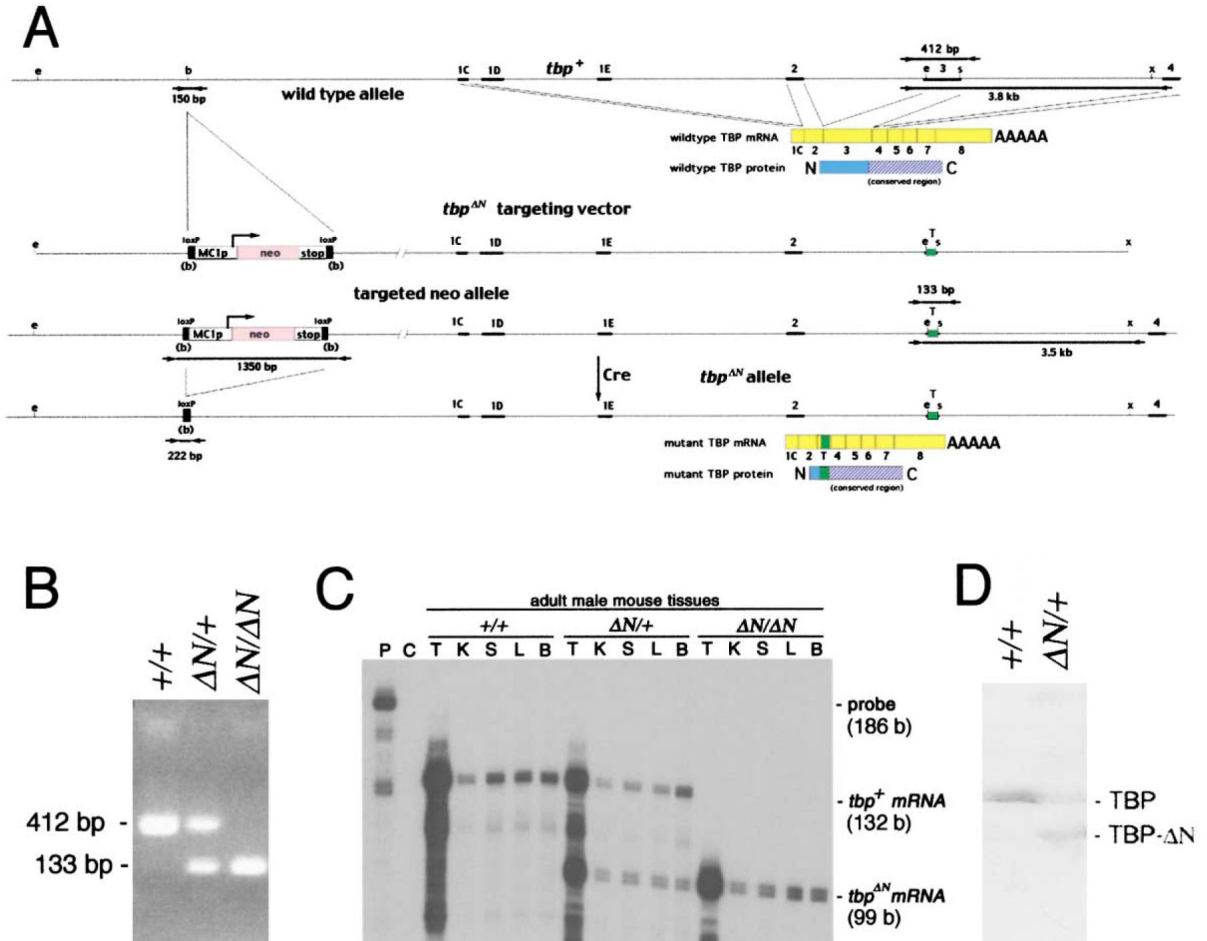 A
412 bp
e b 1C 1D tbp+ 1E 2 e 3 s x 4
150 bp wild type allele 3.8 kb
wildtype TBP mRNA AAAAA
1C 2 3 4 5 6 7 8
wildtype TBP protein N C
(conserved region)
tbpΔN targeting vector
loxP loxP T
e 1C 1D 1E 2 e s x
MC1p neo stop
(b) (b)
targeted neo allele
133 bp
loxP loxP T
e 1C 1D 1E 2 e s x 4
MC1p neo stop
(b) (b)
1350 bp 3.5 kb
Cre tbpΔN allele
loxP T
e 1C 1D 1E 2 e s x 4
(b)
222 bp
mutant TBP mRNA AAAAA
1C 2 T 4 5 6 7 8
mutant TBP protein N C
(conserved region)
B
+/+ ΔN/+ ΔN/ΔN
412 bp -
133 bp -
C
adult male mouse tissues
+/+ ΔN/+ ΔN/ΔN
P C T K S L B T K S L B T K S L B
- probe
(186 b)
- tbp+ mRNA
(132 b)
- tbpΔN mRNA
(99 b)
D
+/+ ΔN/+
- TBP
- TBP-ΔN